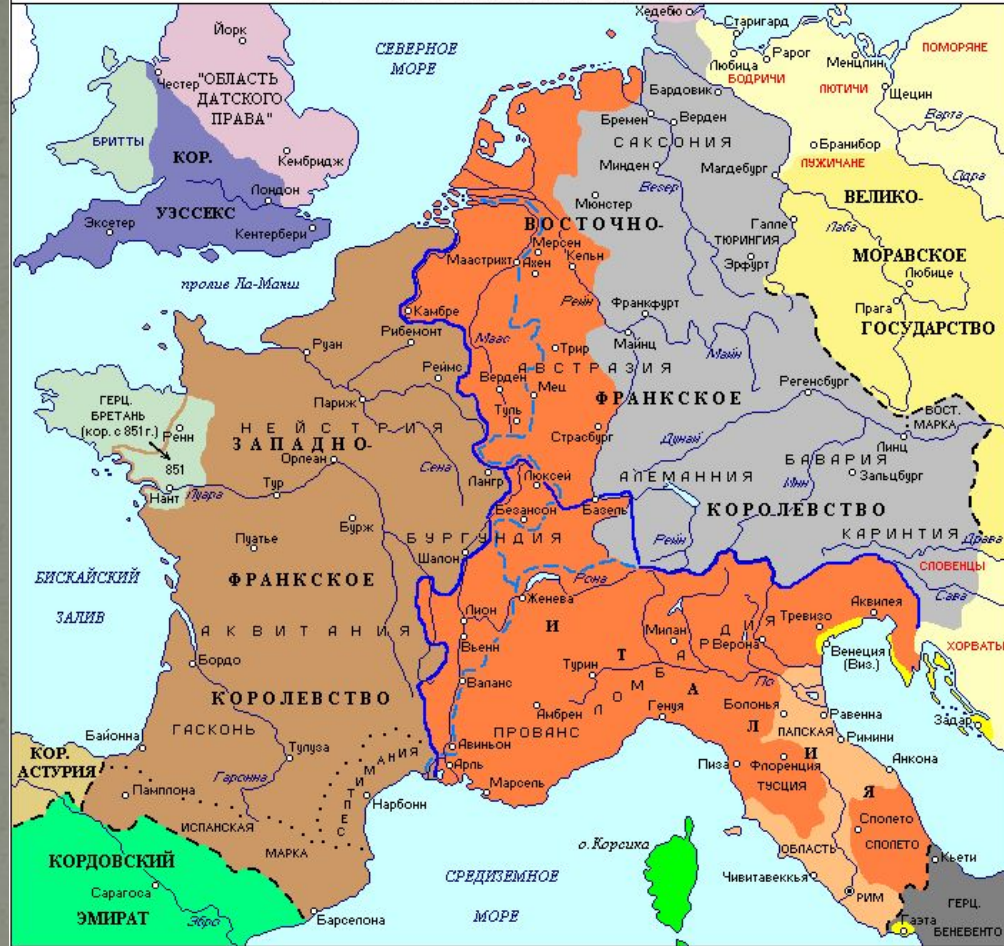 Хедебю
Старигард
Йорк
СЕВЕРНОЕ
МОРЕ
Любица
Рарог
Менцлин
ПОМОРЯНЕ
БОДРИЧИ
ЛЮТИЧИ
Честер
"ОБЛАСТЬ
ДАТСКОГО
ПРАВА"
Бардовик
Щецин
Бремен
Верден
Варта
САКСОНИЯ
БРИТТЫ
КОР.
Кембридж
Минден
Бранибор
ЛУЖИЧАНЕ
Магдебург
Одра
Везер
Лондон
Мюнстер
ВЕЛИКО-
УЭССЕКС
Эксетер
Кентербери
ВОСТОЧНО-
Галле
ТЮРИНГИЯ
Лаба
Мерсен
Маастрихт
Ахен
Кельн
Эрфурт
МОРАВСКОЕ
Любице
пролив Ла-Манш
Рейн
Франкфурт
Прага
Камбре
ГОСУДАРСТВО
Рибемонт
Маас
Майнц
Майн
Руан
Трир
Реймс
АВСТРАЗИЯ
Верден
Мец
Регенсбург
ГЕРЦ.
БРЕТАНЬ
(кор. с 851 г.)
Париж
ФРАНКСКОЕ
Туль
ВОСТ.
МАРКА
Ренн
НЕЙСТРИЯ
Страсбург
Дунай
Линц
ЗАПАДНО-
БАВАРИЯ
851
Орлеан
Сена
Лангр
Люксей
АЛЕМАННИЯ
Инн
Зальцбург
Нант
Луара
Тур
Безансон
Базель
КОРОЛЕВСТВО
Бурж
БУРГУНДИЯ
Рейн
КАРИНТИЯ
Драва
Пуатье
Шалон
СЛОВЕНЦЫ
БИСКАЙСКИЙ
ЗАЛИВ
ФРАНКСКОЕ
Рона
Сава
Женева
Аквилея
Лион
И
Тревизо
АКВИТАНИЯ
Милан
Р
ДИЯ
Верона
Вьенн
Т
ХОРВАТЫ
Венеция
(Виз.)
Бордо
Турин
Б
А
По
Валанс
М
КОРОЛЕВСТВО
О
Л
Амбрен
Генуя
Болонья
Л
Равенна
Задар
ГАСКОНЬ
ПРОВАНС
ПАПСКАЯ
Римини
Байонна
Тулуза
Авиньон
И
КОР.
АСТУРИЯ
СЕПТИМАНИЯ
Арль
Пиза
Флоренция
Анкона
Гаронна
Марсель
ТУСЦИЯ
Памплона
Нарбонн
Я
ИСПАНСКАЯ
Сполето
МАРКА
о. Корсика
СПОЛЕТО
КОРДОВСКИЙ
ОБЛАСТЬ
Кьети
Сарагоса
СРЕДИЗЕМНОЕ
Чивитавеккья
ЭМИРАТ
РИМ
ГЕРЦ.
Эбро
Барселона
МОРЕ
Гаэта
БЕНЕВЕНТО